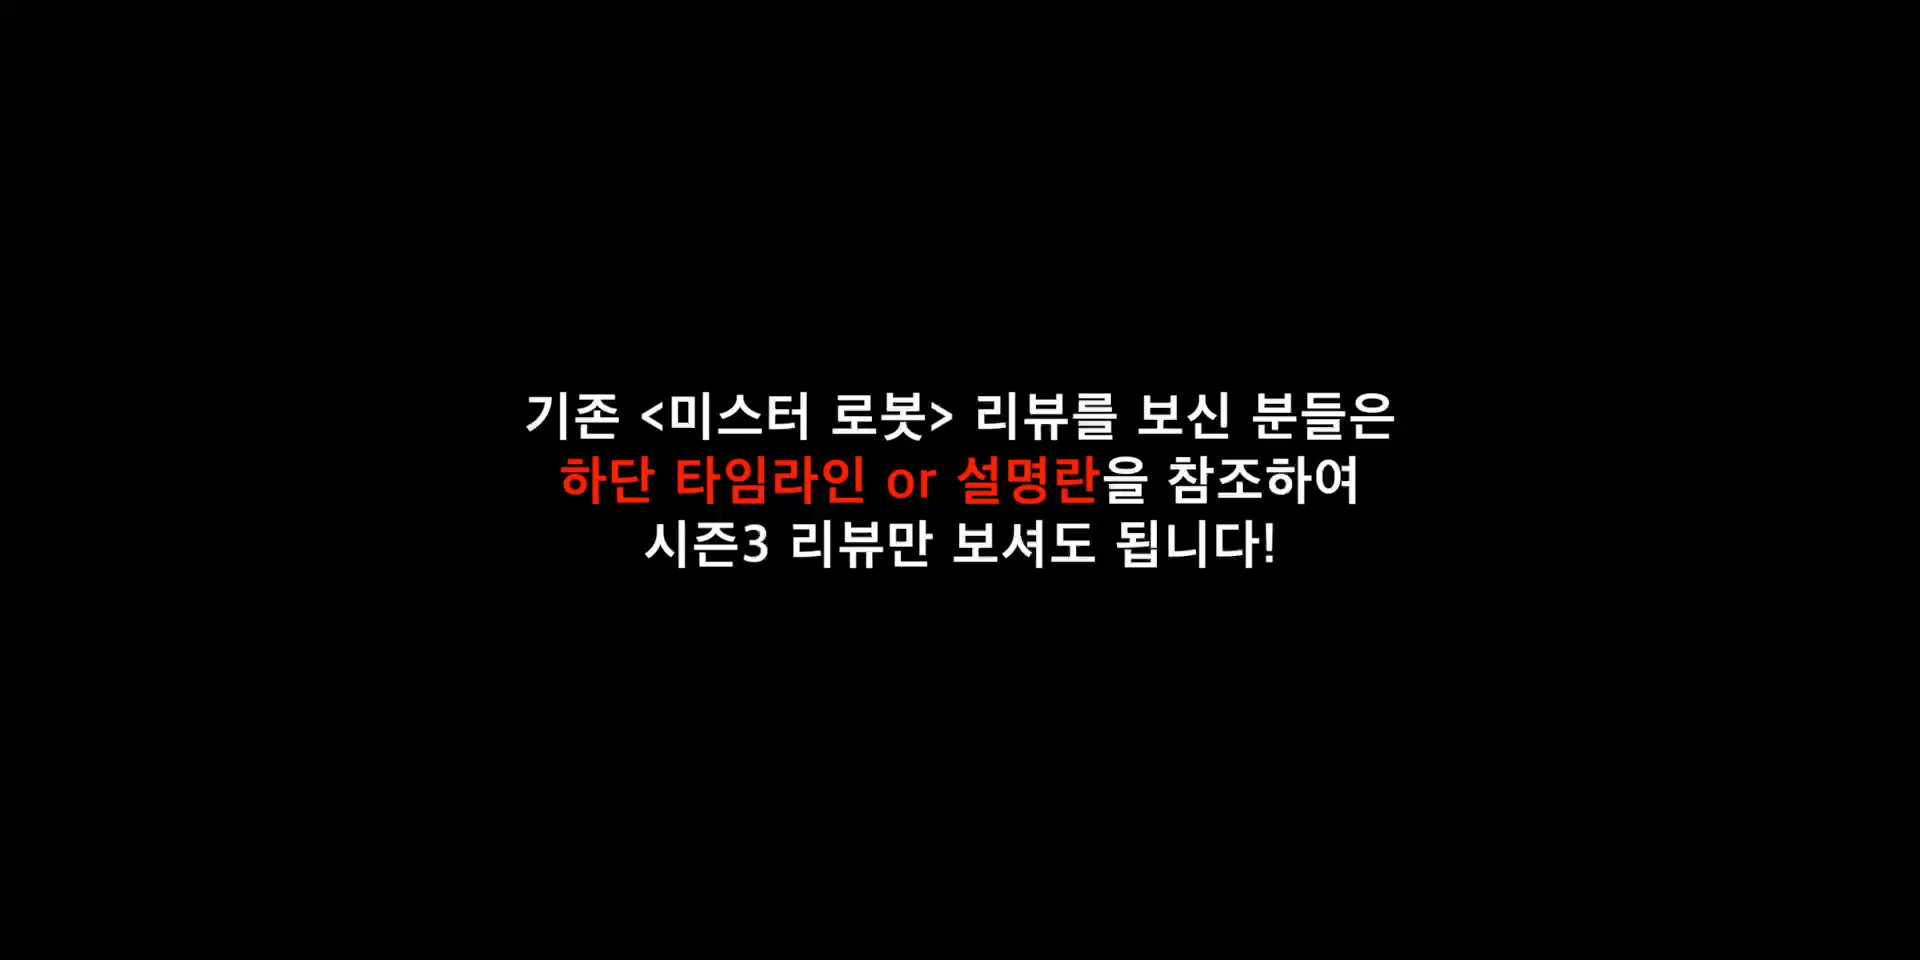 기존 <미스터 로봇> 리뷰를 보신 분들은
하단 타임라인 or 설명란을 참조하여
시즌3 리뷰만 보셔도 됩니다!